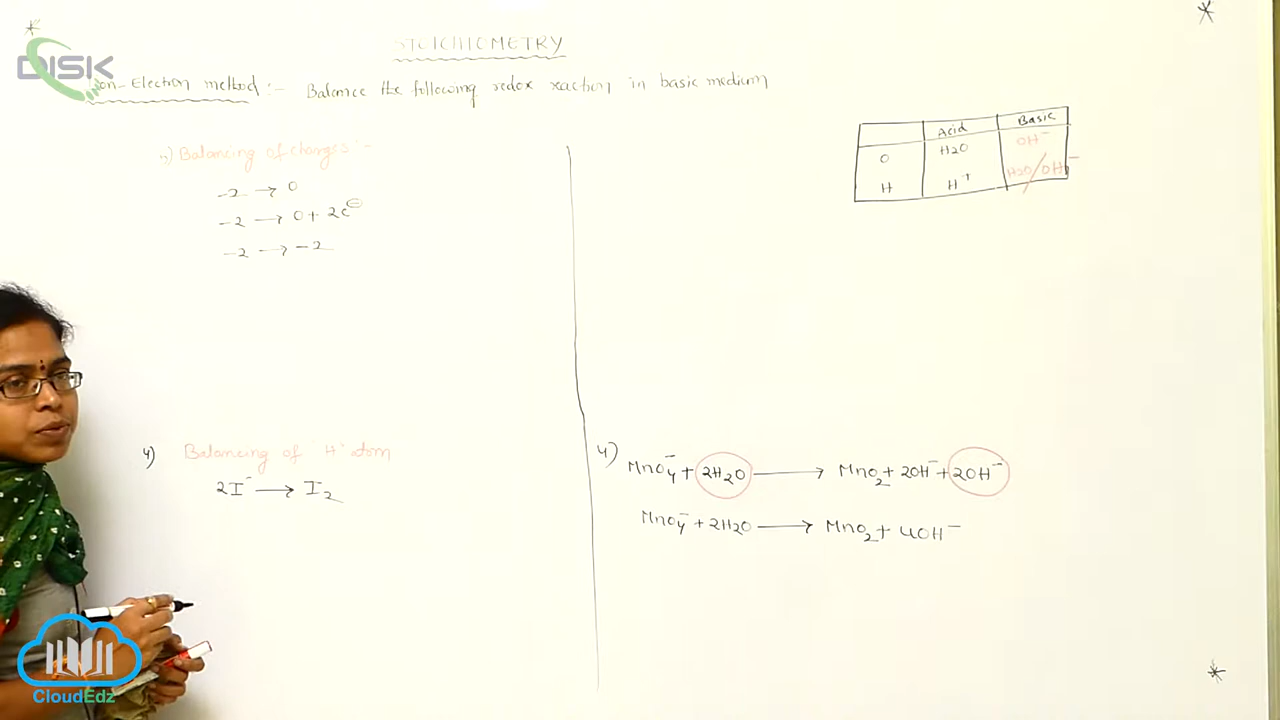 STOICHIOMETRY
DISK
ion-Election method :- Balance the following redox reaction in basic medium
Acid Basic
O H2O OH⁻
H H⁺ H2O/OH⁻
Balancing of charges :-
-2 → 0
-2 → 0 + 2e⊖
-2 → -2
4) Balancing of 'H' atom
2I⁻ → I₂
4) MnO₄⁻ + 2H₂O → MnO₂ + 2OH⁻ + 2OH⁻
MnO₄⁻ + 2H2O → MnO₂ + 4OH⁻
CloudEdz